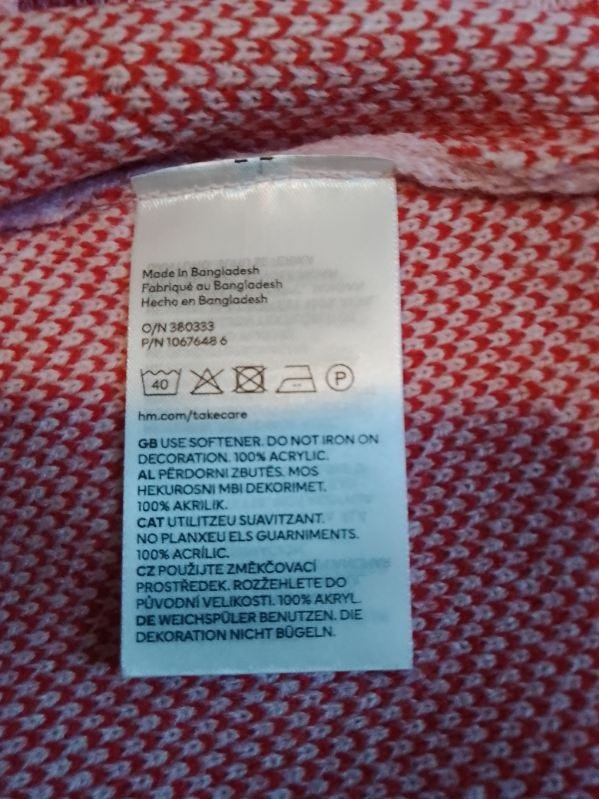 Made in Bangladesh
Fabriqué au Bangladesh
Hecho en Bangladesh
O/N 380333
P/N 1067648 6
40 P
hm.com/takecare
GB USE SOFTENER. DO NOT IRON ON
DECORATION. 100% ACRYLIC.
AL PËRDORNI ZBUTËS. MOS
HEKUROSNI MBI DEKORIMET.
100% AKRILIK.
CAT UTILITZEU SUAVITZANT.
NO PLANXEU ELS GUARNIMENTS.
100% ACRÍLIC.
CZ POUŽIJTE ZMĚKČOVACÍ
PROSTŘEDEK. ROZŽEHLETE DO
PŮVODNÍ VELIKOSTI. 100% AKRYL.
DE WEICHSPÜLER BENUTZEN. DIE
DEKORATION NICHT BÜGELN.